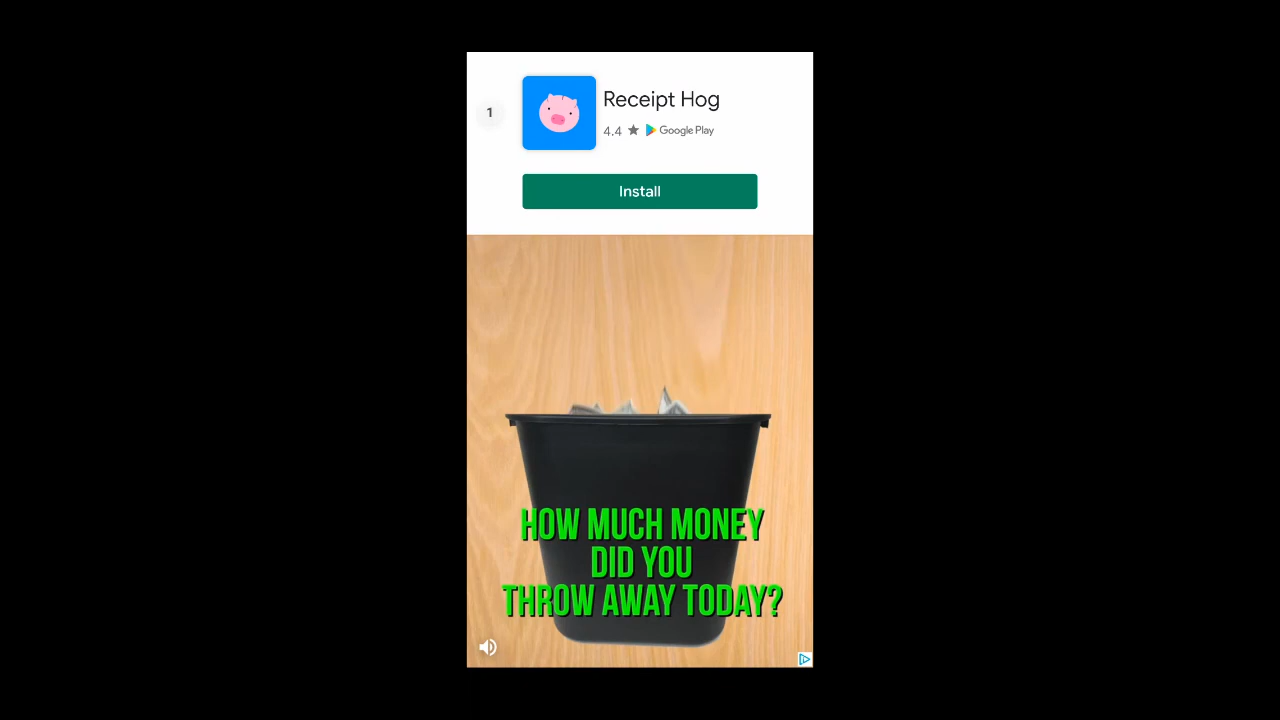 1
Receipt Hog
4.4 ★ Google Play
Install
HOW MUCH MONEY
DID YOU
THROW AWAY TODAY?